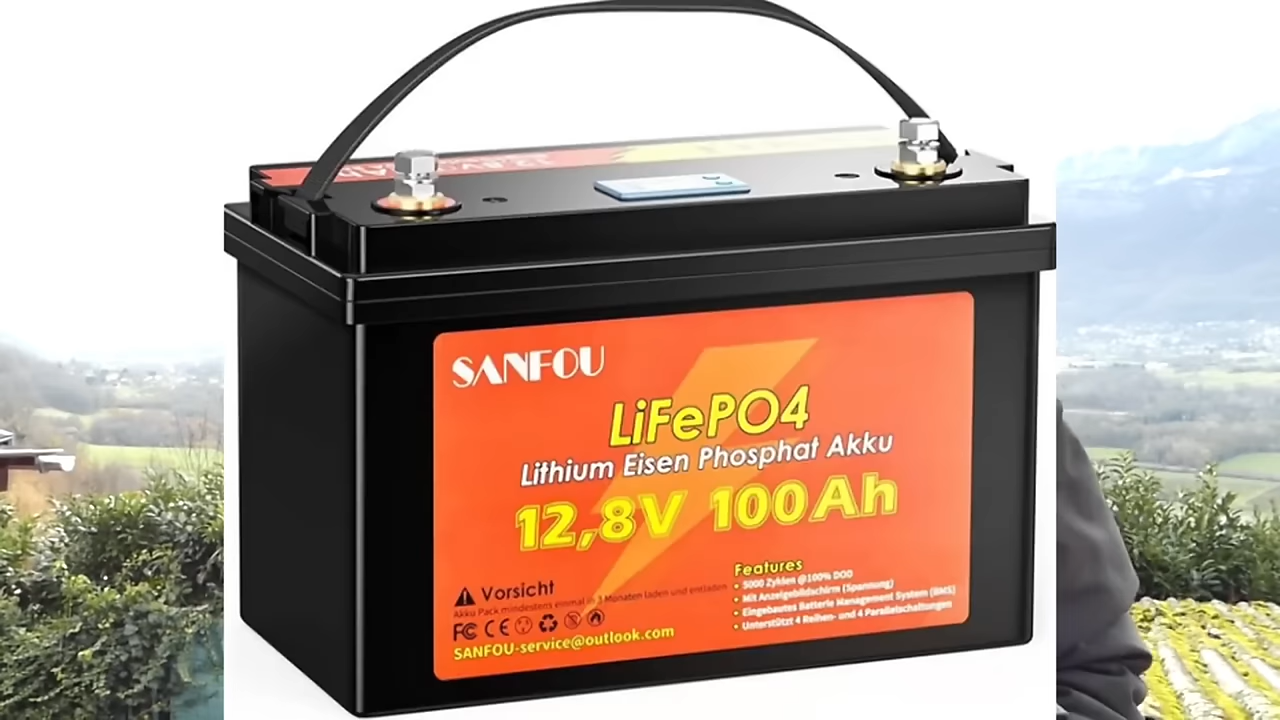 SANFOU
LiFePO4
Lithium Eisen Phosphat Akku
12,8V 100Ah
Features
• 5000 Zyklen @100% DOD
• Mit Anzeigebildschirm (Spannung)
• Eingebautes Batterie Management System (BMS)
• Unterstützt 4 Reihen- und 4 Parallelschaltungen
Vorsicht
Akku Pack mindestens einmal in 3 Monaten laden und entladen
FC CE
SANFOU-service@outlook.com